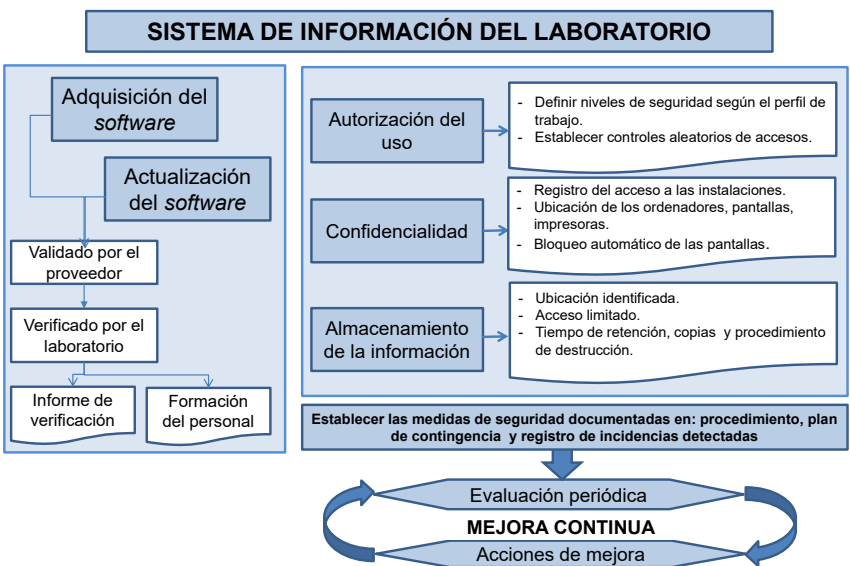 SISTEMA DE INFORMACIÓN DEL LABORATORIO
Adquisición del
software
Actualización
del software
Validado por el
proveedor
Verificado por el
laboratorio
Informe de
verificación
Formación
del personal
Autorización del
uso
- Definir niveles de seguridad según el perfil de
trabajo.
- Establecer controles aleatorios de accesos.
Confidencialidad
- Registro del acceso a las instalaciones.
- Ubicación de los ordenadores, pantallas,
impresoras.
- Bloqueo automático de las pantallas.
Almacenamiento
de la información
- Ubicación identificada.
- Acceso limitado.
- Tiempo de retención, copias y procedimiento
de destrucción.
Establecer las medidas de seguridad documentadas en: procedimiento, plan
de contingencia y registro de incidencias detectadas
Evaluación periódica
MEJORA CONTINUA
Acciones de mejora